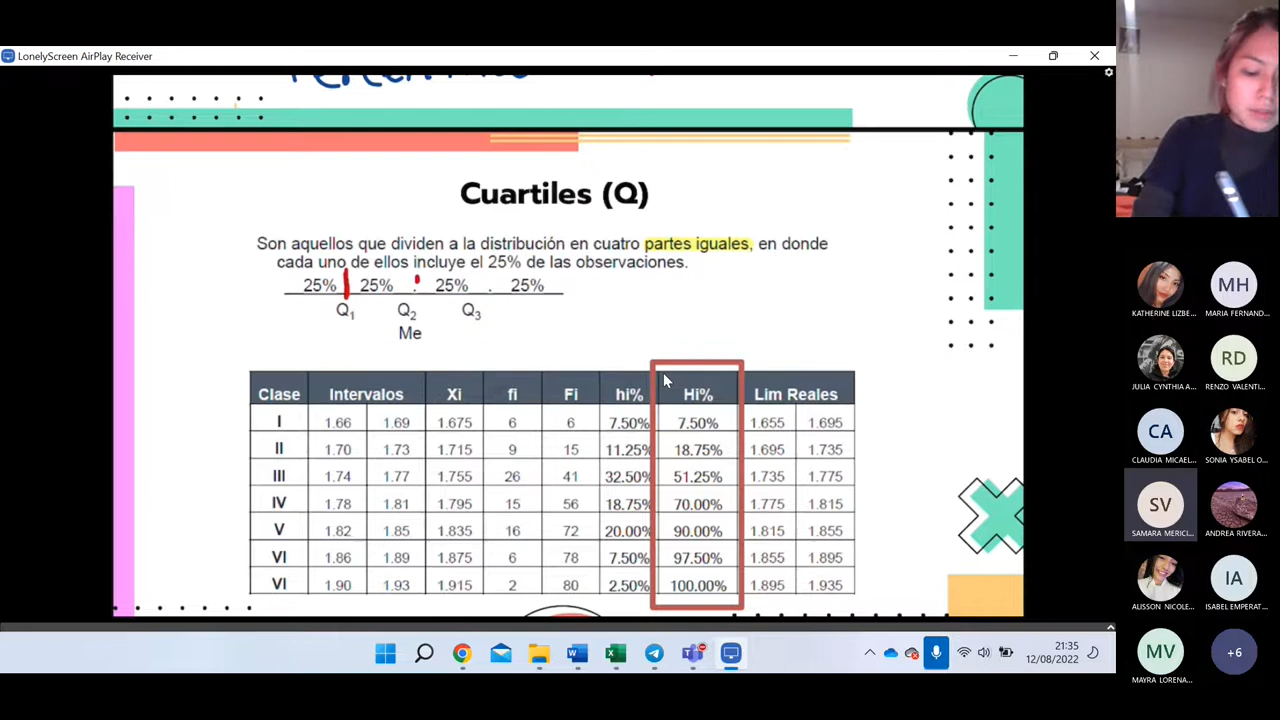 LonelyScreen AirPlay Receiver
Cuartiles (Q)
Son aquellos que dividen a la distribución en cuatro partes iguales, en donde
cada uno de ellos incluye el 25% de las observaciones.
25% 25% . 25% . 25%
Q1 Q2 Q3
Me
Clase Intervalos Xi fi Fi hi% Hi% Lim Reales
I 1.66 1.69 1.675 6 6 7.50% 7.50% 1.655 1.695
II 1.70 1.73 1.715 9 15 11.25% 18.75% 1.695 1.735
III 1.74 1.77 1.755 26 41 32.50% 51.25% 1.735 1.775
IV 1.78 1.81 1.795 15 56 18.75% 70.00% 1.775 1.815
V 1.82 1.85 1.835 16 72 20.00% 90.00% 1.815 1.855
VI 1.86 1.89 1.875 6 78 7.50% 97.50% 1.855 1.895
VI 1.90 1.93 1.915 2 80 2.50% 100.00% 1.895 1.935
21:35
12/08/2022
KATHERINE LIZBE...
MH
MARIA FERNAND...
JULIA CYNTHIA A...
RD
RENZO VALENTI...
CA
CLAUDIA MICAEL...
SONIA YSABEL O...
SV
SAMARA MERICI...
ANDREA RIVERA...
ALISSON NICOLE...
IA
ISABEL EMPERAT...
MV
MAYRA LORENA...
+6